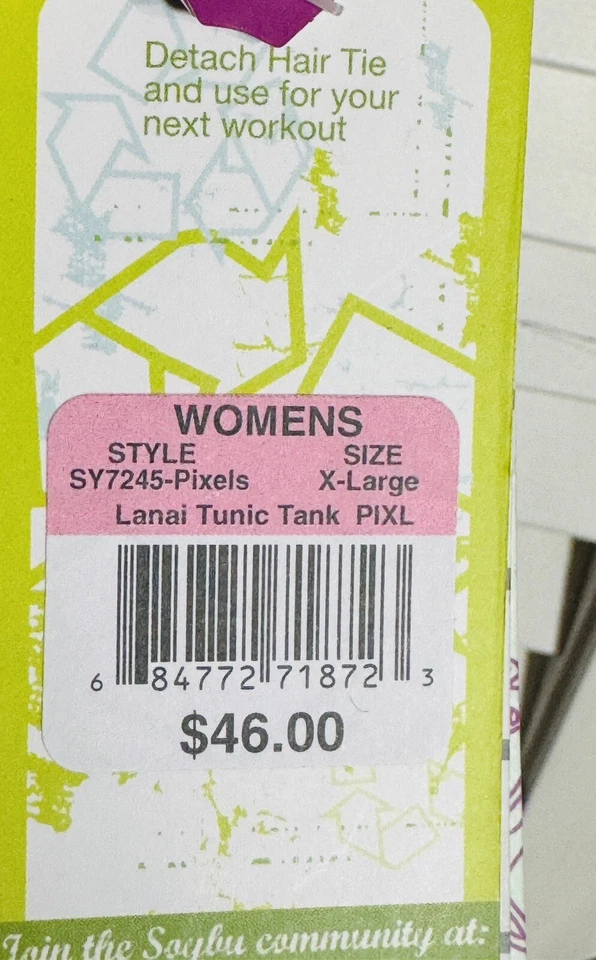 Detach Hair Tie
and use for your
next workout
WOMENS
STYLE SIZE
SY7245-Pixels X-Large
Lanai Tunic Tank PIXL
6 84772 71872 3
$46.00
Join the Soybu community at: